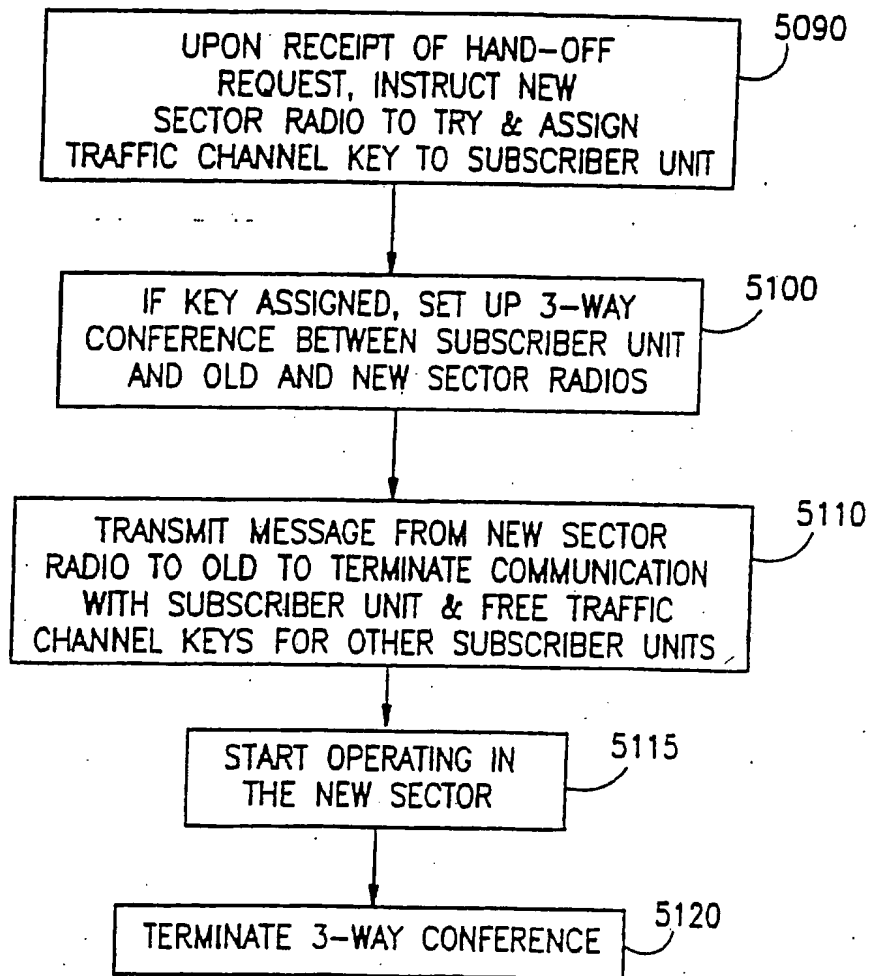 UPON RECEIPT OF HAND-OFF
REQUEST, INSTRUCT NEW
SECTOR RADIO TO TRY & ASSIGN
TRAFFIC CHANNEL KEY TO SUBSCRIBER UNIT
5090
IF KEY ASSIGNED, SET UP 3-WAY
CONFERENCE BETWEEN SUBSCRIBER UNIT
AND OLD AND NEW SECTOR RADIOS
5100
TRANSMIT MESSAGE FROM NEW SECTOR
RADIO TO OLD TO TERMINATE COMMUNICATION
WITH SUBSCRIBER UNIT & FREE TRAFFIC
CHANNEL KEYS FOR OTHER SUBSCRIBER UNITS
5110
START OPERATING IN
THE NEW SECTOR
5115
TERMINATE 3-WAY CONFERENCE
5120